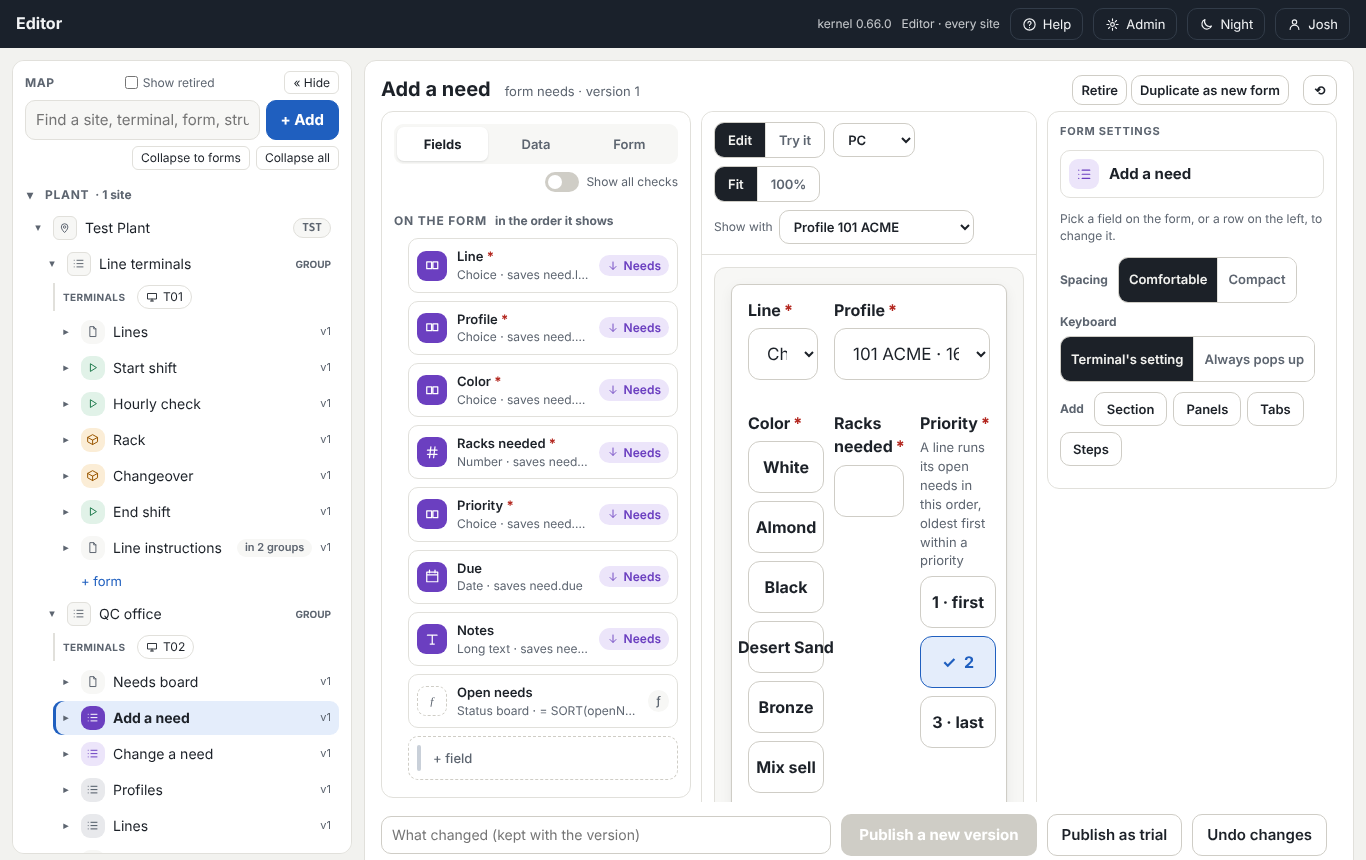 Editor
kernel 0.66.0 Editor · every site Help Admin Night Josh
MAP Show retired « Hide
Find a site, terminal, form, stru
+ Add
Collapse to forms Collapse all
PLANT · 1 site
Test Plant TST
Line terminals GROUP
TERMINALS T01
Lines v1
Start shift v1
Hourly check v1
Rack v1
Changeover v1
End shift v1
Line instructions in 2 groups v1
+ form
QC office GROUP
TERMINALS T02
Needs board v1
Add a need v1
Change a need v1
Profiles v1
Lines v1
Add a need form needs · version 1
Retire Duplicate as new form
Fields Data Form
Show all checks
ON THE FORM in the order it shows
Line *
Choice · saves need.l...
↓ Needs
Profile *
Choice · saves need....
↓ Needs
Color *
Choice · saves need....
↓ Needs
Racks needed *
Number · saves need...
↓ Needs
Priority *
Choice · saves need....
↓ Needs
Due
Date · saves need.due
↓ Needs
Notes
Long text · saves nee...
↓ Needs
Open needs
Status board · = SORT(openN...
ƒ
+ field
Edit Try it PC
Fit 100%
Show with Profile 101 ACME
Line * Profile *
Ch 101 ACME · 16
Color *
White
Almond
Black
Desert Sand
Bronze
Mix sell
Racks
needed *
Priority *
A line runs
its open
needs in
this order,
oldest first
within a
priority
1 · first
✓ 2
3 · last
FORM SETTINGS
Add a need
Pick a field on the form, or a row on the left, to
change it.
Spacing Comfortable Compact
Keyboard
Terminal's setting Always pops up
Add Section Panels Tabs
Steps
What changed (kept with the version)
Publish a new version Publish as trial Undo changes